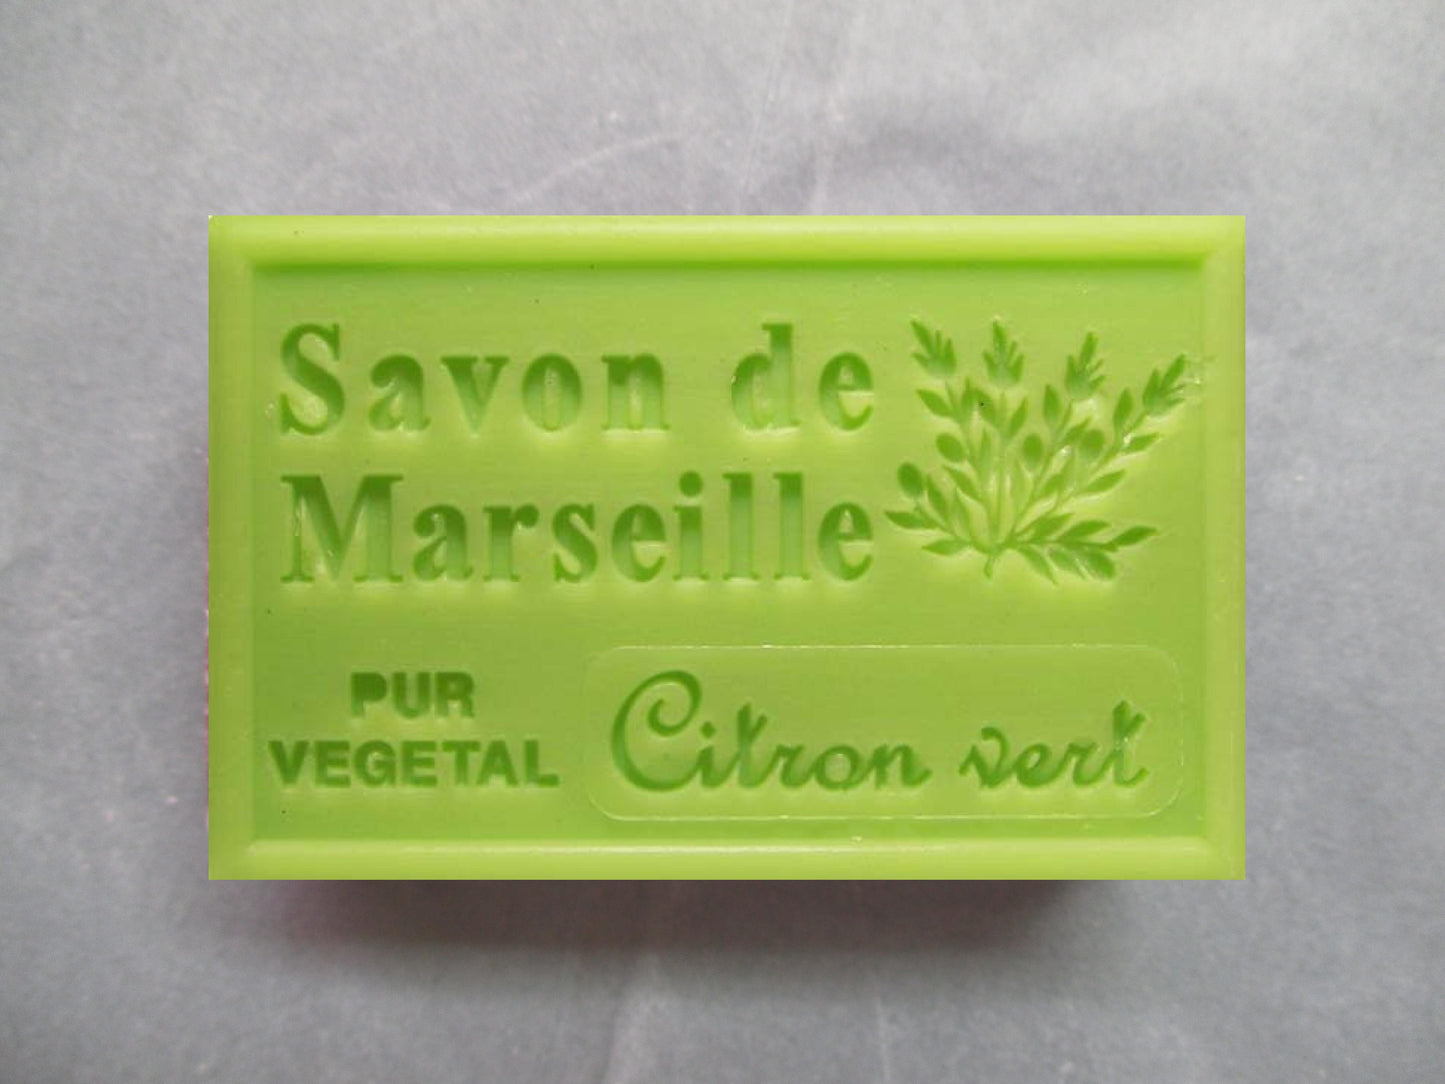 Savon de
Marseille
PUR
VEGETAL
Citron vert